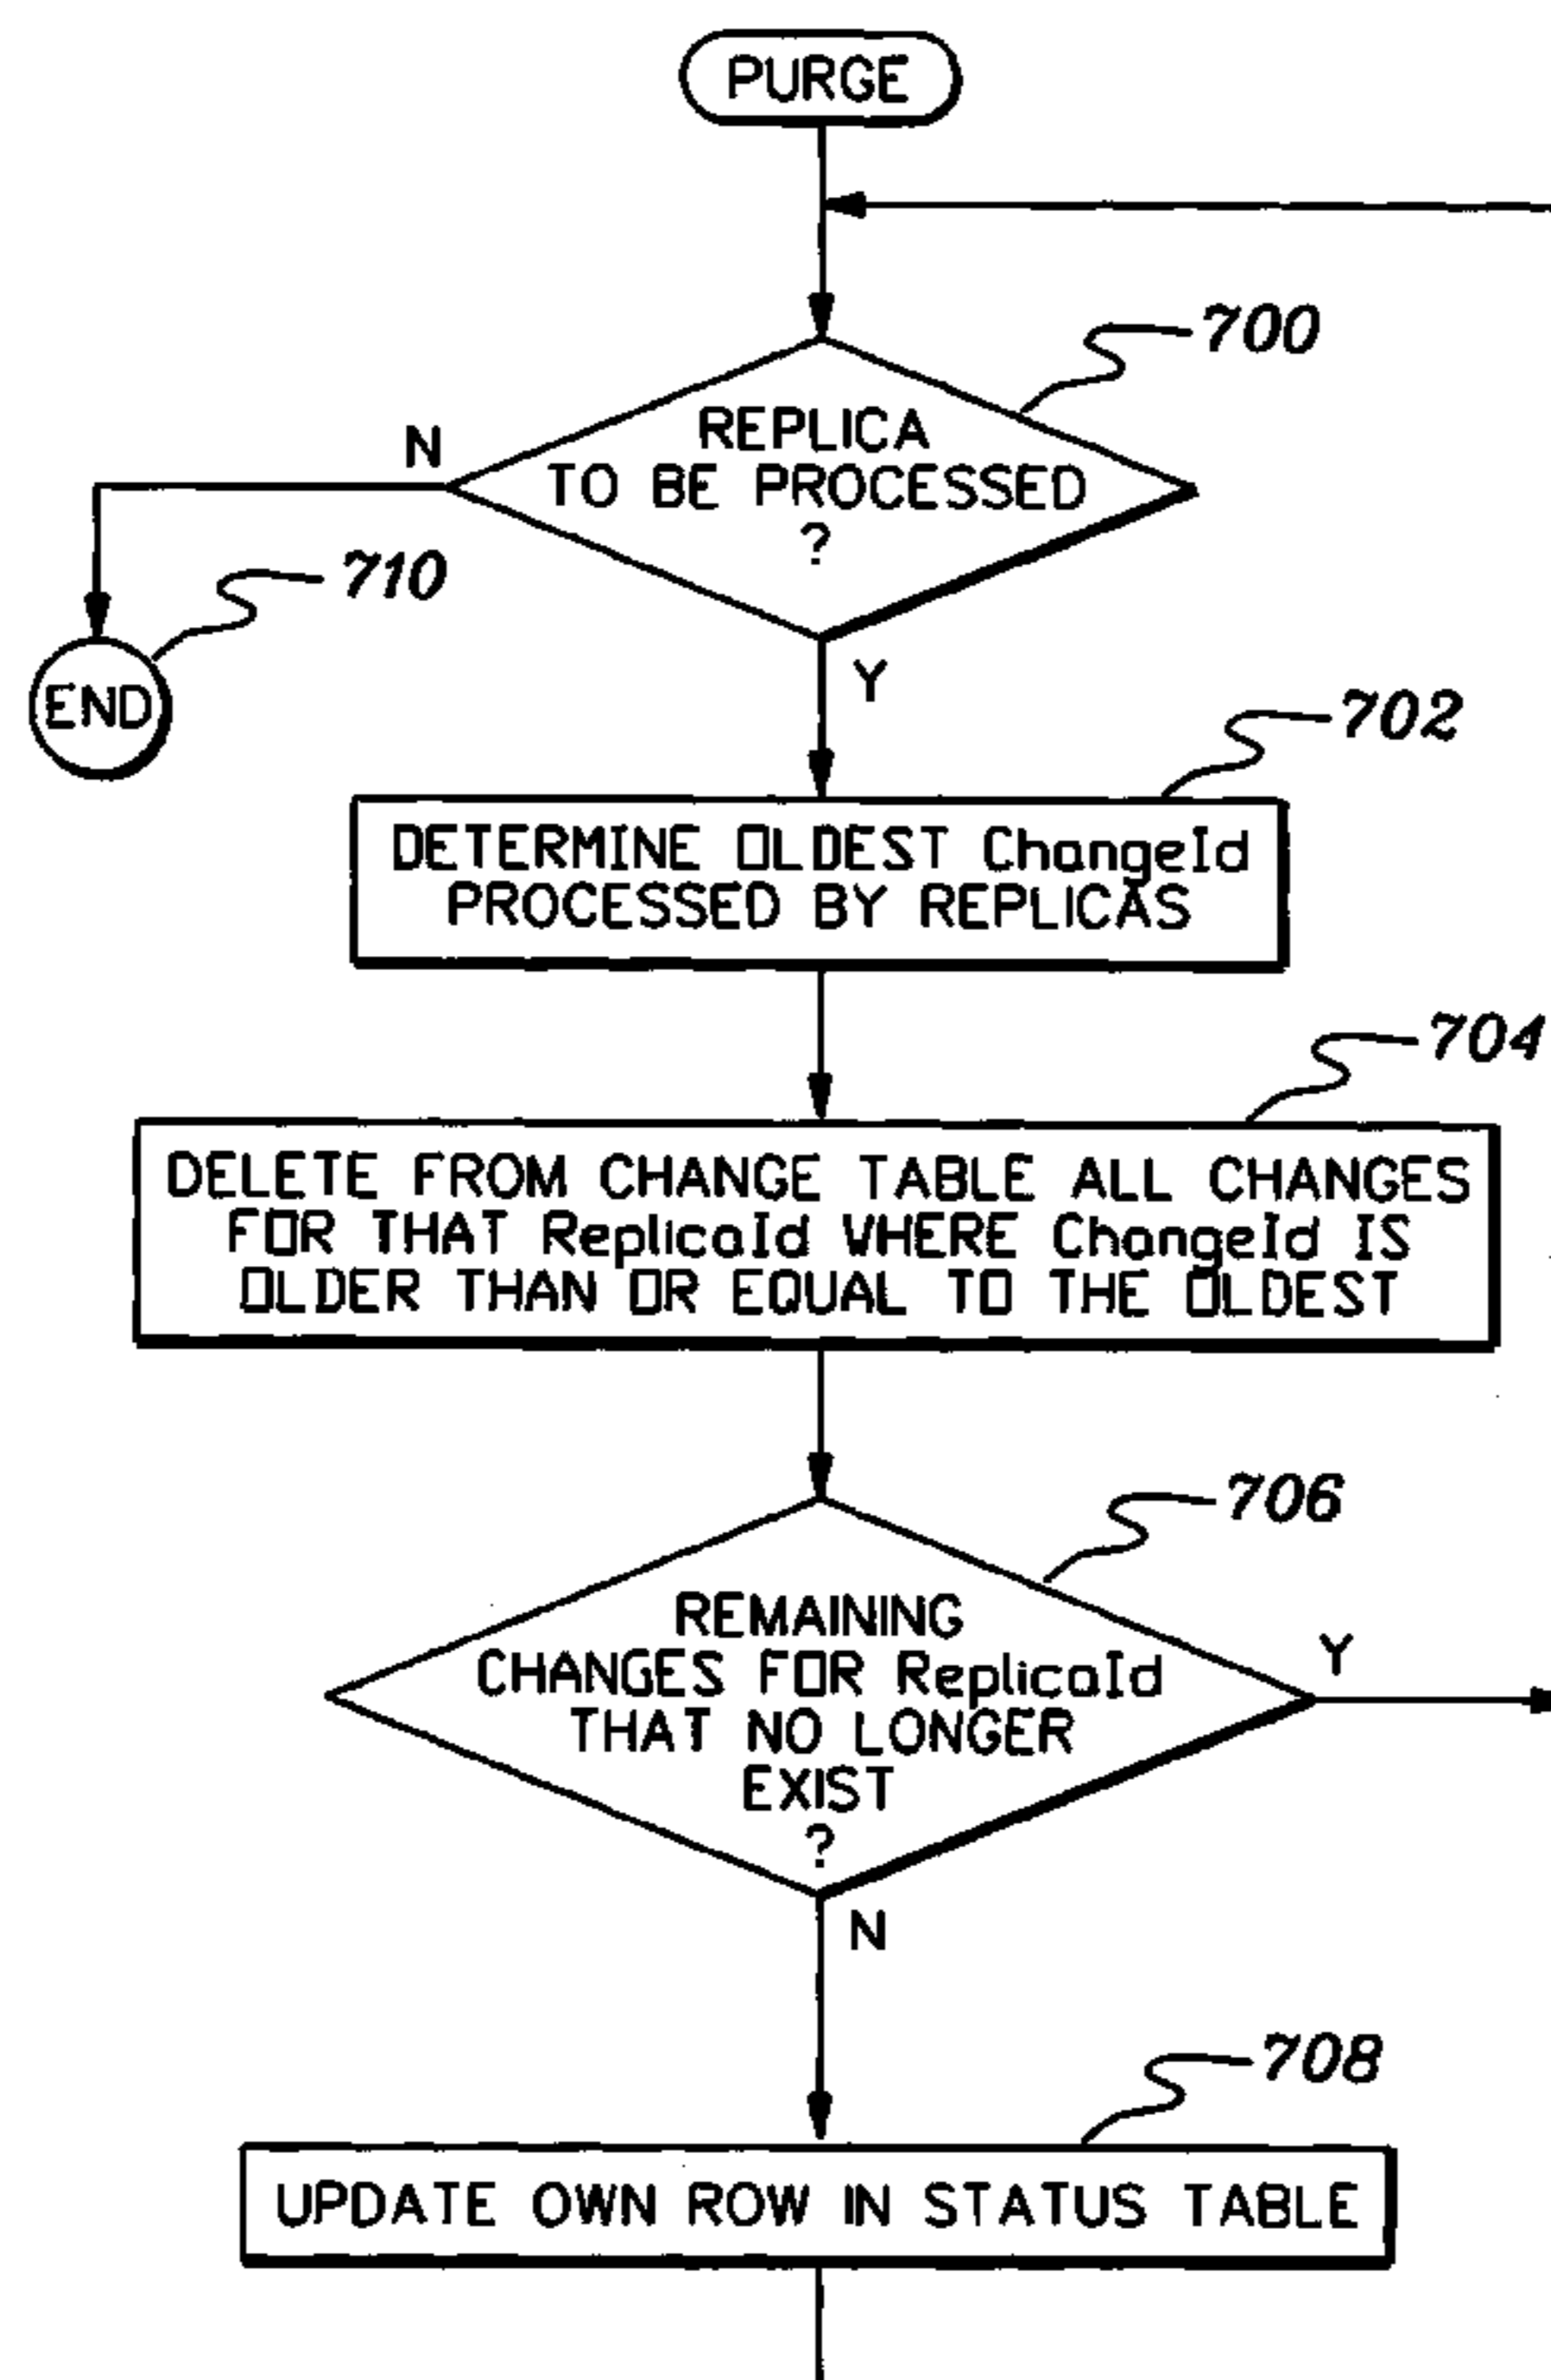 PURGE
700
REPLICA
TO BE PROCESSED
?
N
710
END
Y
702
DETERMINE OLDEST ChangeId
PROCESSED BY REPLICAS
704
DELETE FROM CHANGE TABLE ALL CHANGES
FOR THAT ReplicaId WHERE ChangeId IS
OLDER THAN OR EQUAL TO THE OLDEST
706
REMAINING
CHANGES FOR ReplicaId
THAT NO LONGER
EXIST
?
Y
N
708
UPDATE OWN ROW IN STATUS TABLE